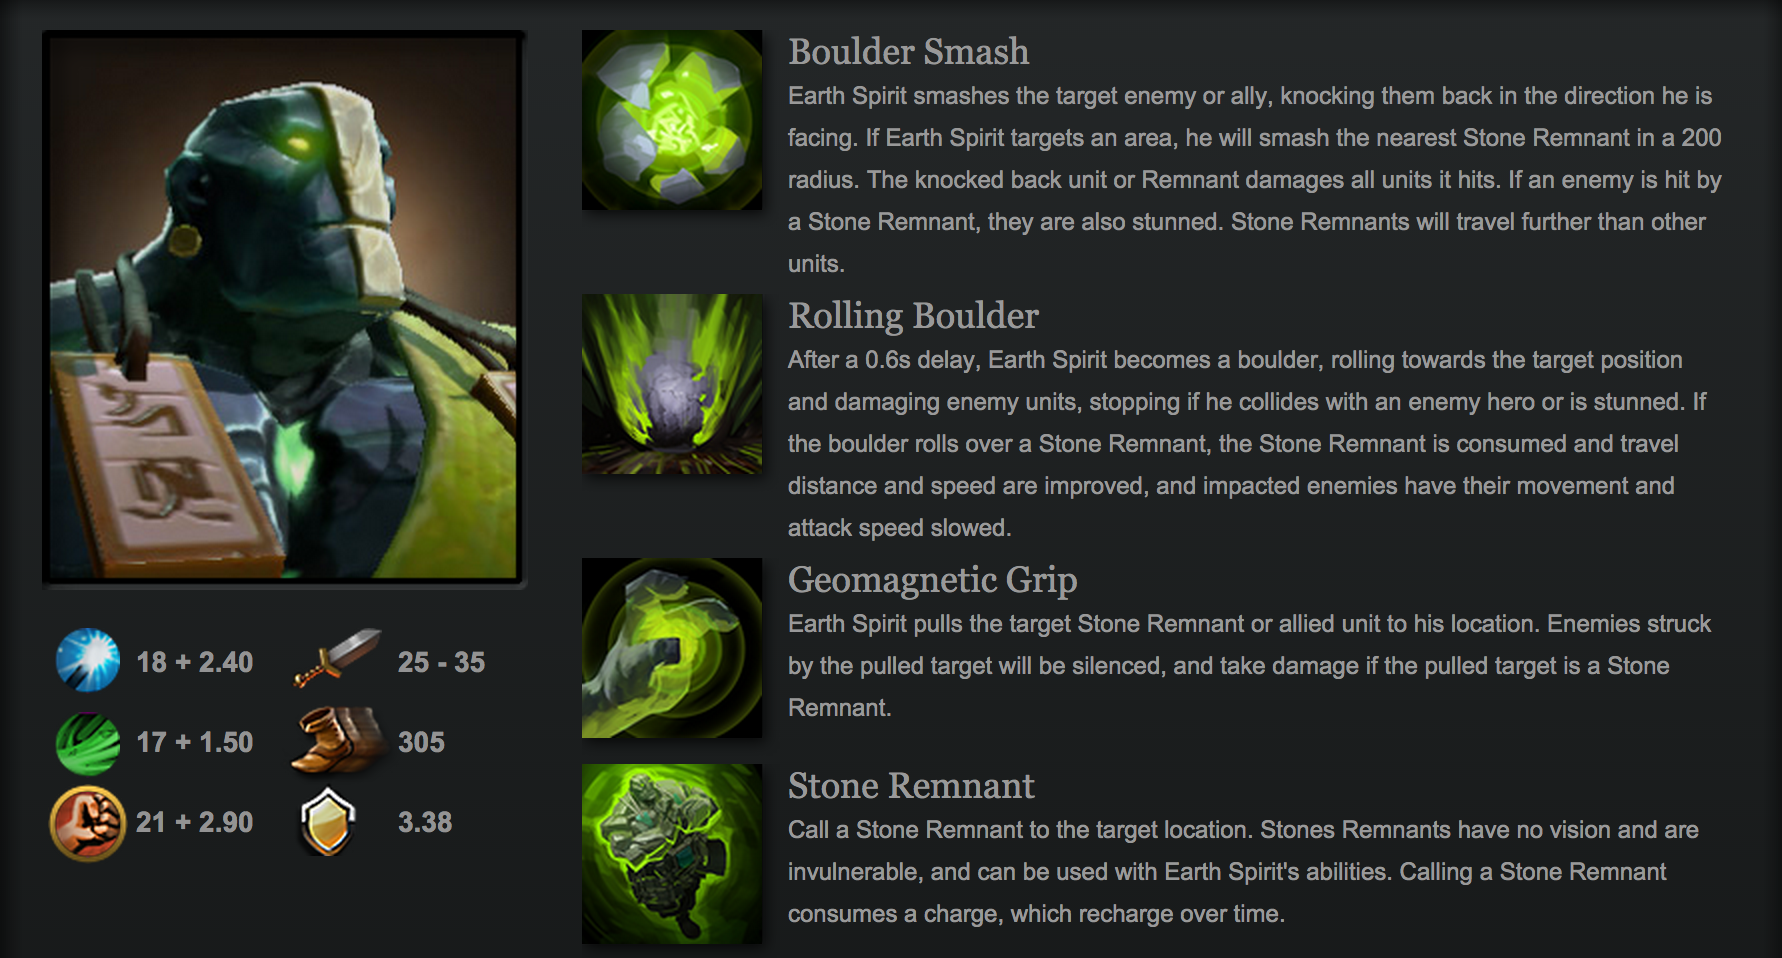 Boulder Smash
Earth Spirit smashes the target enemy or ally, knocking them back in the direction he is
facing. If Earth Spirit targets an area, he will smash the nearest Stone Remnant in a 200
radius. The knocked back unit or Remnant damages all units it hits. If an enemy is hit by
a Stone Remnant, they are also stunned. Stone Remnants will travel further than other
units.
Rolling Boulder
After a 0.6s delay, Earth Spirit becomes a boulder, rolling towards the target position
and damaging enemy units, stopping if he collides with an enemy hero or is stunned. If
the boulder rolls over a Stone Remnant, the Stone Remnant is consumed and travel
distance and speed are improved, and impacted enemies have their movement and
attack speed slowed.
Geomagnetic Grip
Earth Spirit pulls the target Stone Remnant or allied unit to his location. Enemies struck
by the pulled target will be silenced, and take damage if the pulled target is a Stone
Remnant.
Stone Remnant
Call a Stone Remnant to the target location. Stones Remnants have no vision and are
invulnerable, and can be used with Earth Spirit's abilities. Calling a Stone Remnant
consumes a charge, which recharge over time.
18 + 2.40 25 - 35
17 + 1.50 305
21 + 2.90 3.38